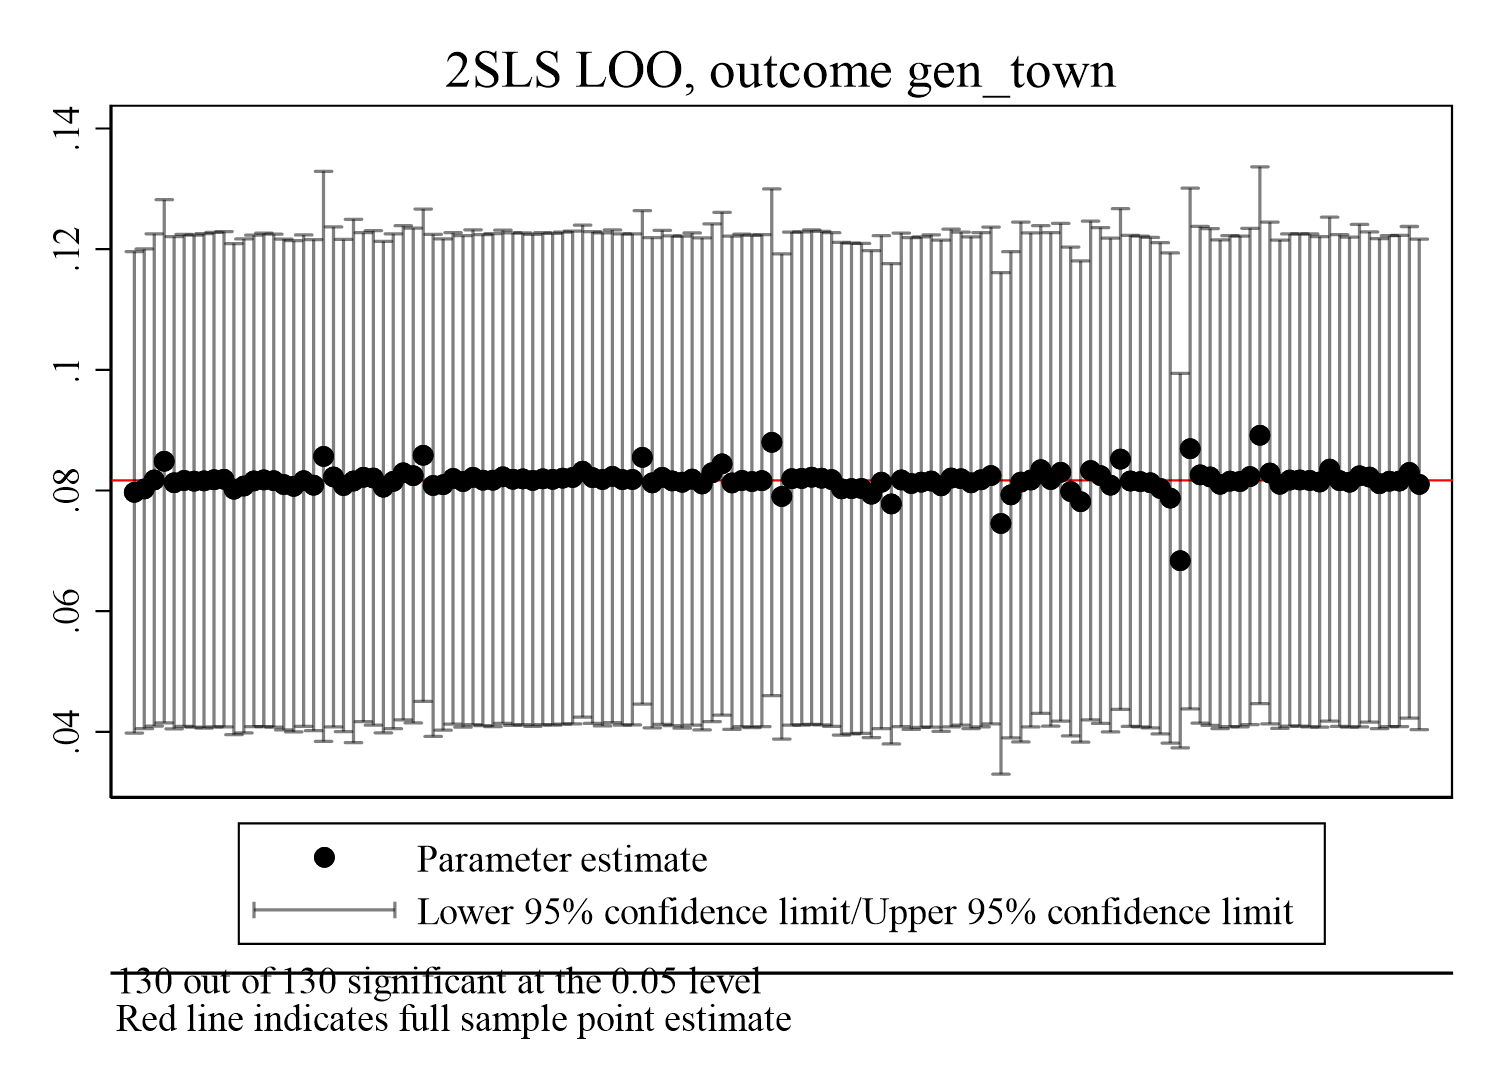 2SLS LOO, outcome gen_town
.14
.12
.1
.08
.06
.04
Parameter estimate
Lower 95% confidence limit/Upper 95% confidence limit
130 out of 130 significant at the 0.05 level
Red line indicates full sample point estimate